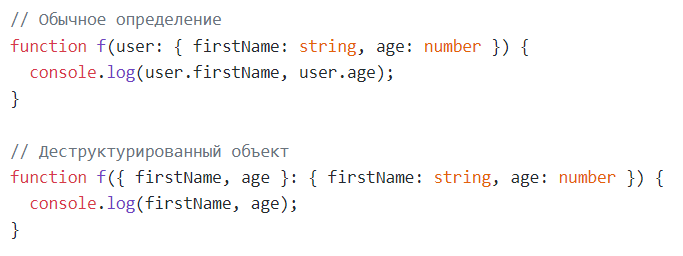 // Обычное определение
function f(user: { firstName: string, age: number }) {
  console.log(user.firstName, user.age);
}

// Деструктурированный объект
function f({ firstName, age }: { firstName: string, age: number }) {
  console.log(firstName, age);
}